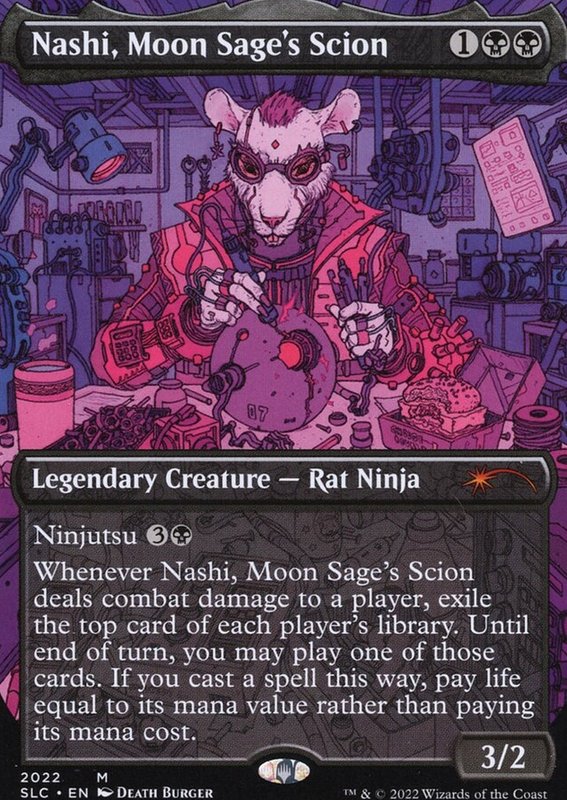 Nashi, Moon Sage's Scion 1
07
Legendary Creature — Rat Ninja
Ninjutsu 3
Whenever Nashi, Moon Sage's Scion
deals combat damage to a player, exile
the top card of each player's library. Until
end of turn, you may play one of those
cards. If you cast a spell this way, pay life
equal to its mana value rather than paying
its mana cost.
3/2
2022 M
SLC • EN DEATH BURGER
™ & © 2022 Wizards of the Coast